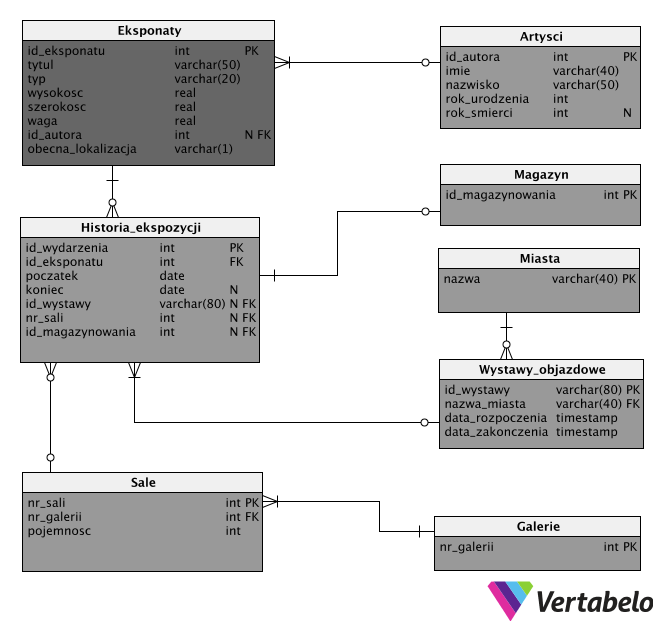 Eksponaty
id_eksponatu int PK
tytul varchar(50)
typ varchar(20)
wysokosc real
szerokosc real
waga real
id_autora int N FK
obecna_lokalizacja varchar(1)
Artysci
id_autora int PK
imie varchar(40)
nazwisko varchar(50)
rok_urodzenia int
rok_smierci int N
Magazyn
id_magazynowania int PK
Historia_ekspozycji
id_wydarzenia int PK
id_eksponatu int FK
poczatek date
koniec date N
id_wystawy varchar(80) N FK
nr_sali int N FK
id_magazynowania int N FK
Miasta
nazwa varchar(40) PK
Wystawy_objazdowe
id_wystawy varchar(80) PK
nazwa_miasta varchar(40) FK
data_rozpoczenia timestamp
data_zakonczenia timestamp
Sale
nr_sali int PK
nr_galerii int FK
pojemnosc int
Galerie
nr_galerii int PK
Vertabelo